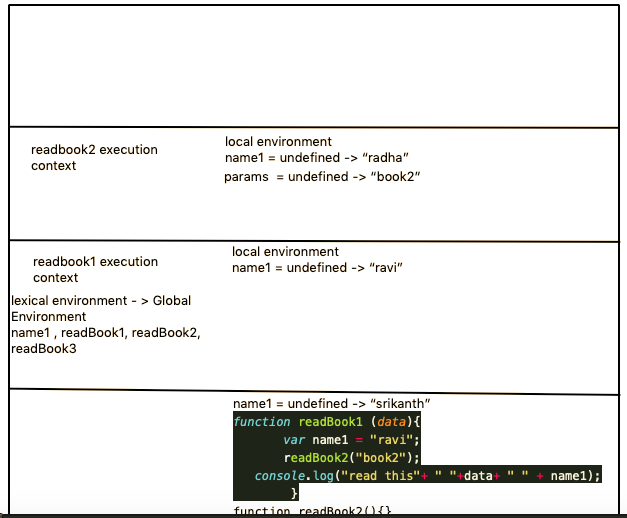 readbook2 execution
context
local environment
name1 = undefined -> “radha”
params  = undefined -> “book2”
readbook1 execution
context
local environment
name1 = undefined -> “ravi”
lexical environment - > Global
Environment
name1 , readBook1, readBook2,
readBook3
name1 = undefined -> “srikanth”
function readBook1 (data){
var name1 = "ravi";
readBook2("book2");
console.log("read this"+ " "+data+ " " + name1);
}
function readBook2(){}